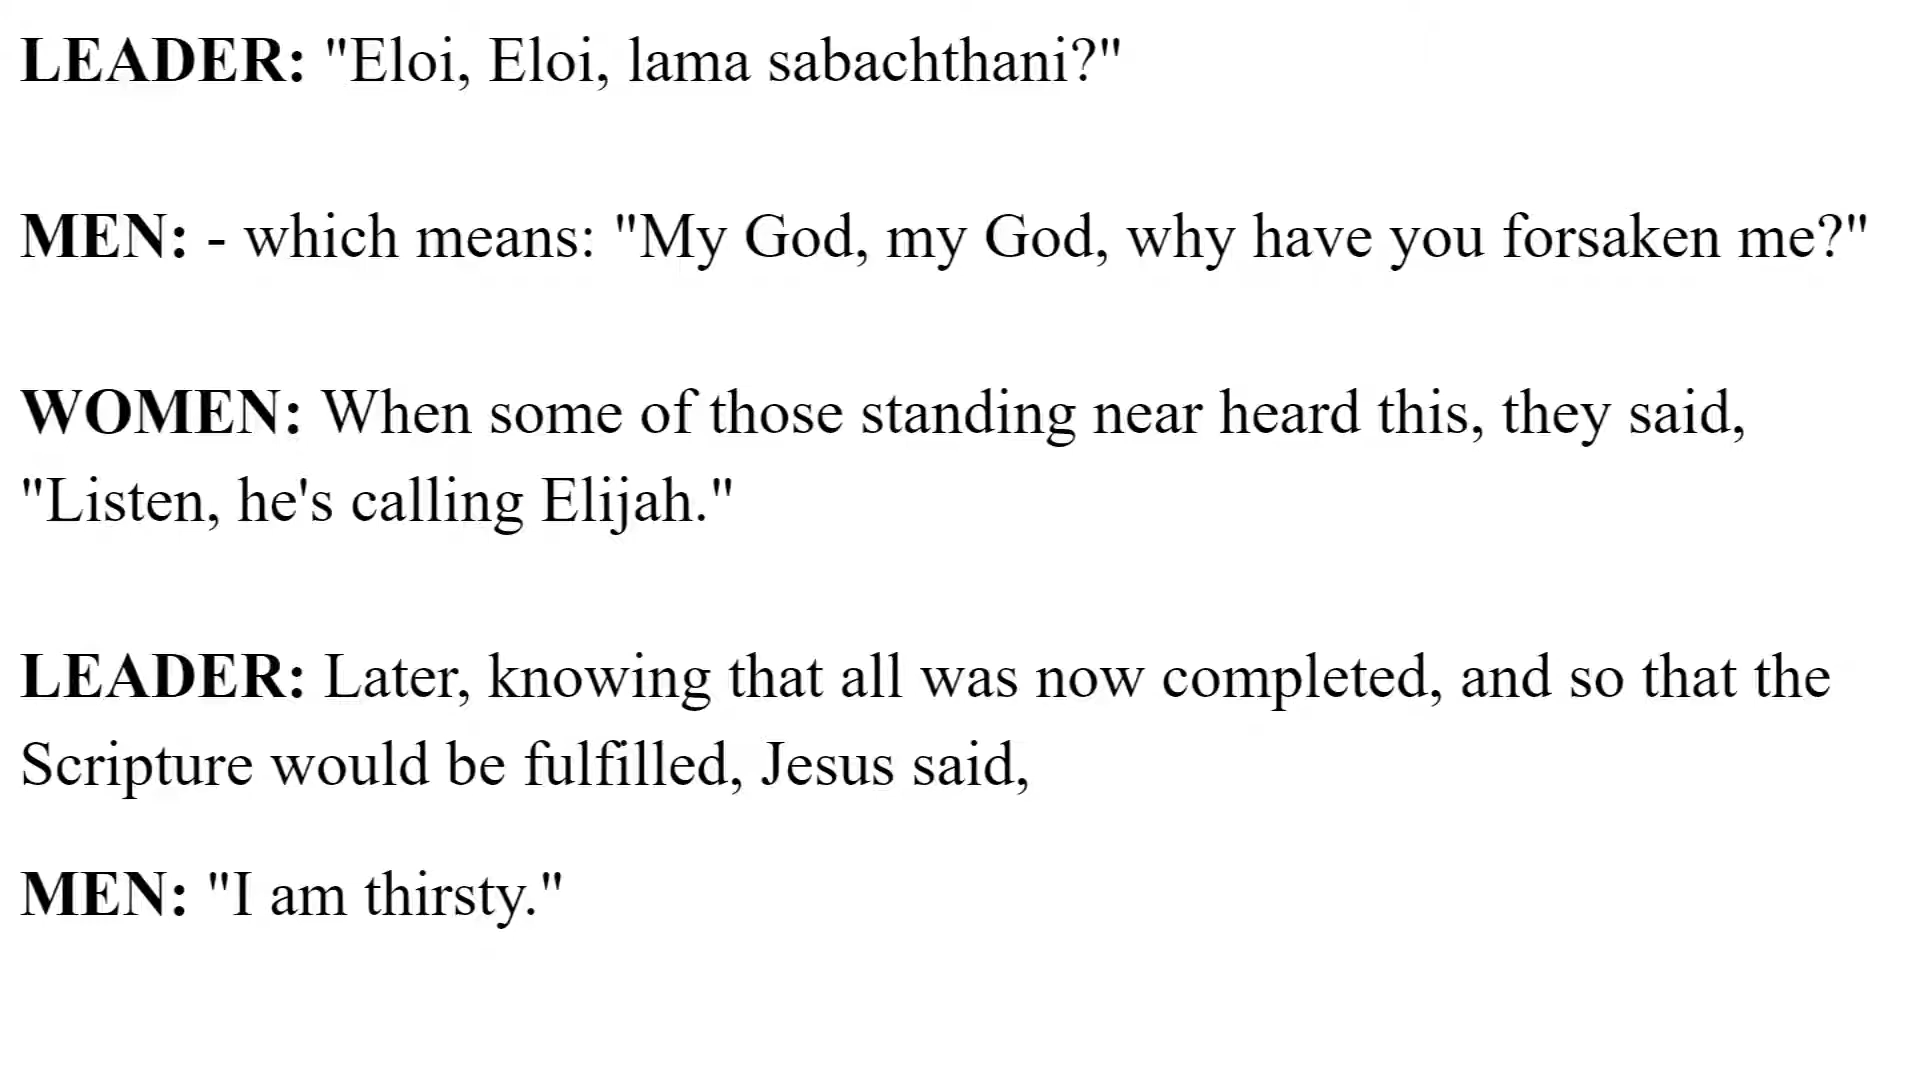 LEADER: "Eloi, Eloi, lama sabachthani?"
MEN: - which means: "My God, my God, why have you forsaken me?"
WOMEN: When some of those standing near heard this, they said,
"Listen, he's calling Elijah."
LEADER: Later, knowing that all was now completed, and so that the
Scripture would be fulfilled, Jesus said,
MEN: "I am thirsty."